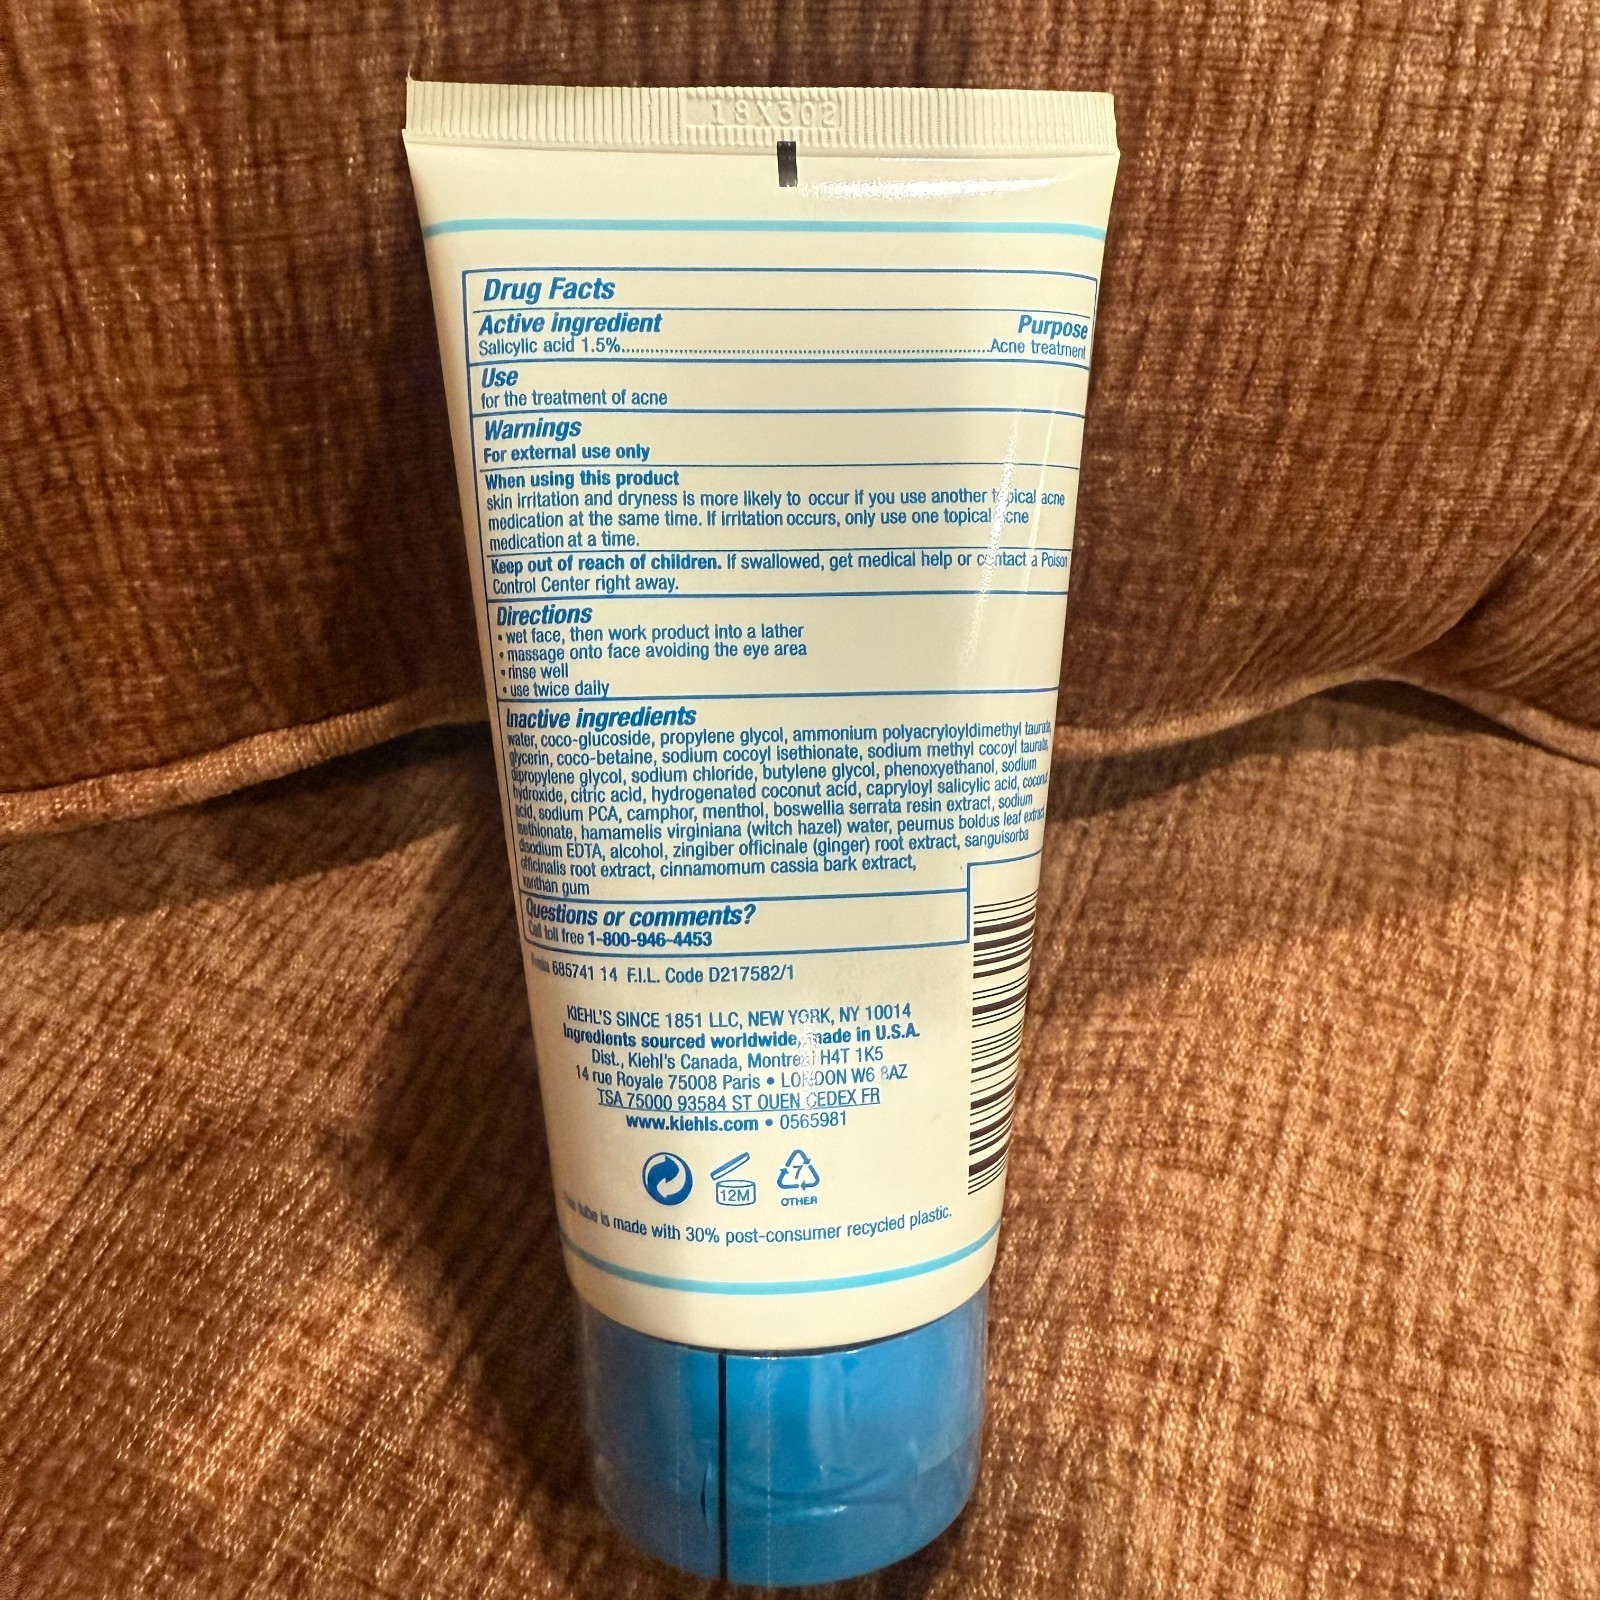 18X302
Drug Facts
Active ingredient Purpose
Salicylic acid 1.5%......Acne treatment
Use
for the treatment of acne
Warnings
For external use only
When using this product
skin irritation and dryness is more likely to occur if you use another topical acne
medication at the same time. If irritation occurs, only use one topical acne
medication at a time.
Keep out of reach of children. If swallowed, get medical help or contact a Poison
Control Center right away.
Directions
• wet face, then work product into a lather
• massage onto face avoiding the eye area
• rinse well
• use twice daily
Inactive ingredients
water, coco-glucoside, propylene glycol, ammonium polyacryloyldimethyl taurate,
glycerin, coco-betaine, sodium cocoyl isethionate, sodium methyl cocoyl taurate,
dipropylene glycol, sodium chloride, butylene glycol, phenoxyethanol, sodium
hydroxide, citric acid, hydrogenated coconut acid, capryloyl salicylic acid, coconut
acid, sodium PCA, camphor, menthol, boswellia serrata resin extract, sodium
isethionate, hamamelis virginiana (witch hazel) water, peumus boldus leaf extract,
disodium EDTA, alcohol, zingiber officinale (ginger) root extract, sanguisorba
officinalis root extract, cinnamomum cassia bark extract,
xanthan gum
Questions or comments?
Call toll free 1-800-946-4453
686741 14 F.I.L. Code D217582/1
KIEHL'S SINCE 1851 LLC, NEW YORK, NY 10014
Ingredients sourced worldwide, made in U.S.A.
Dist., Kiehl's Canada, Montreal H4T 1K5
14 rue Royale 75008 Paris • LONDON W6 8AZ
TSA 75000 93584 ST OUEN CEDEX FR
www.kiehls.com • 0565981
12M
7
OTHER
tube is made with 30% post-consumer recycled plastic.